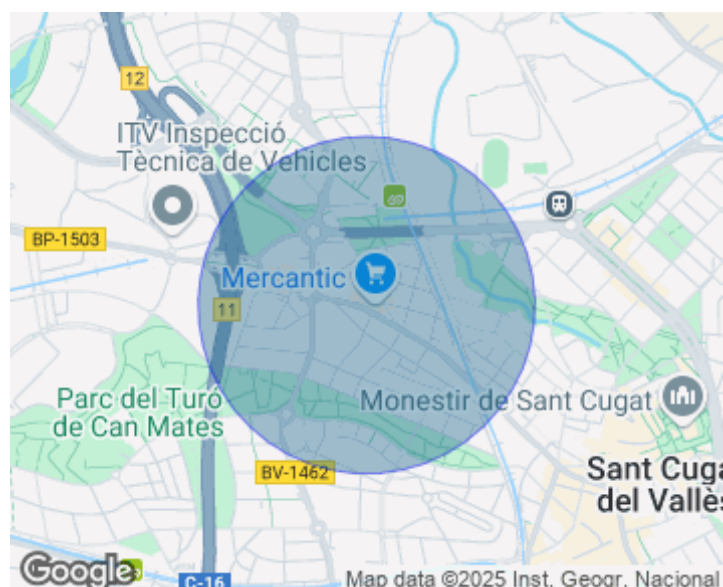 12
ITV Inspecció
Tècnica de Vehicles
BP-1503
Mercantic
11
Parc del Turó
de Can Mates
Monestir de Sant Cugat
BV-1462
Sant Cuga
del Vallès
Google
C-16
Map data ©2025 Inst. Geogr. Nacional